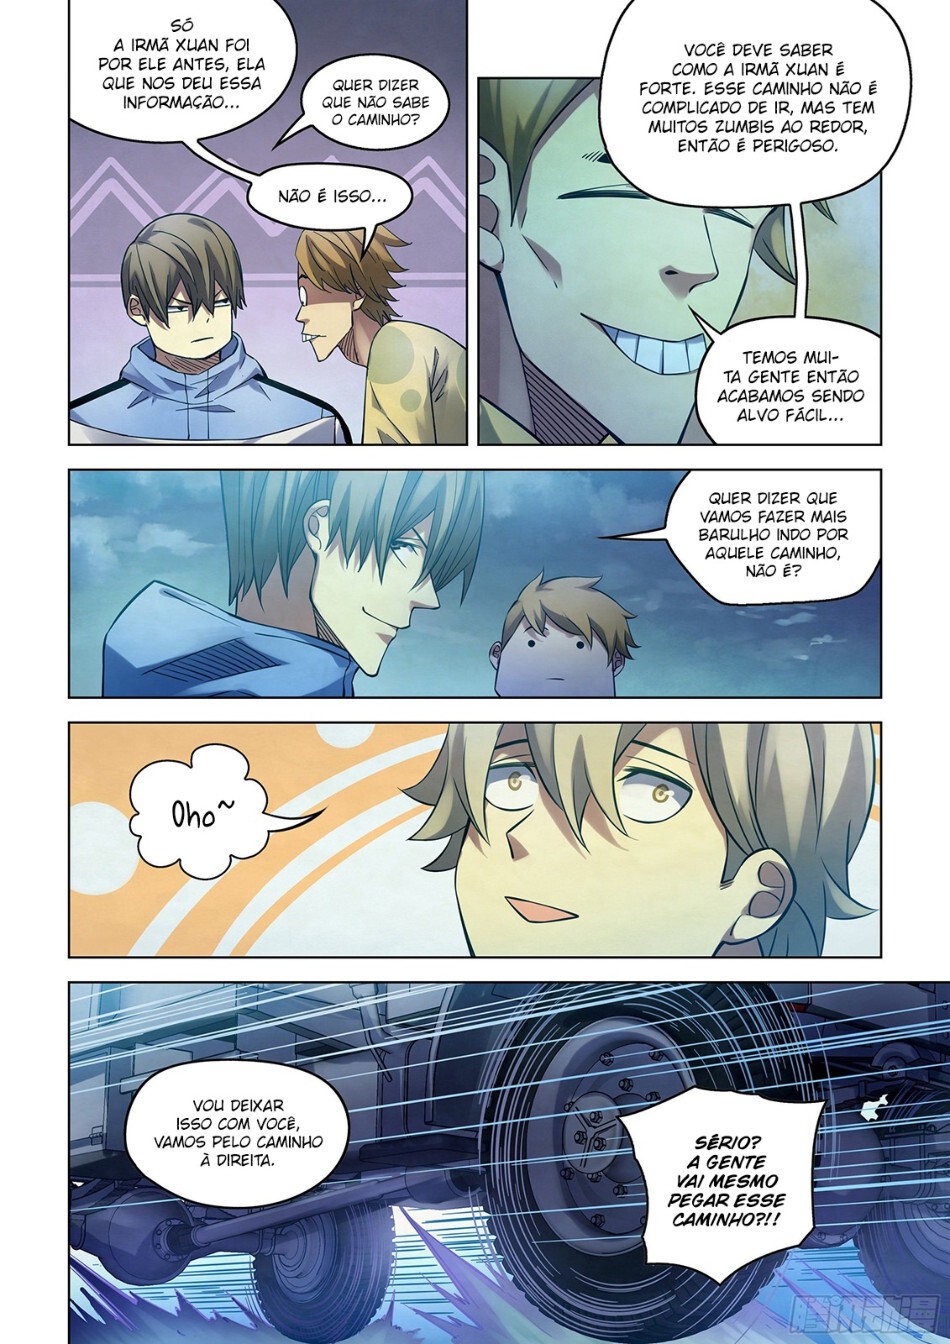 SÓ
A IRMÃ XUAN FOI
POR ELE ANTES, ELA
QUE NOS DEU ESSA
INFORMAÇÃO...
QUER DIZER
QUE NÃO SABE
O CAMINHO?
NÃO É ISSO...
VOCÊ DEVE SABER
COMO A IRMÃ XUAN É
FORTE. ESSE CAMINHO NÃO É
COMPLICADO DE IR, MAS TEM
MUITOS ZUMBIS AO REDOR,
ENTÃO É PERIGOSO.
TEMOS MUI-
TA GENTE ENTÃO
ACABAMOS SENDO
ALVO FÁCIL...
QUER DIZER QUE
VAMOS FAZER MAIS
BARULHO INDO POR
AQUELE CAMINHO,
NÃO É?
Oho~
VOU DEIXAR
ISSO COM VOCÊ,
VAMOS PELO CAMINHO
À DIREITA.
SÉRIO?
A GENTE
VAI MESMO
PEGAR ESSE
CAMINHO?!!
腾讯动漫